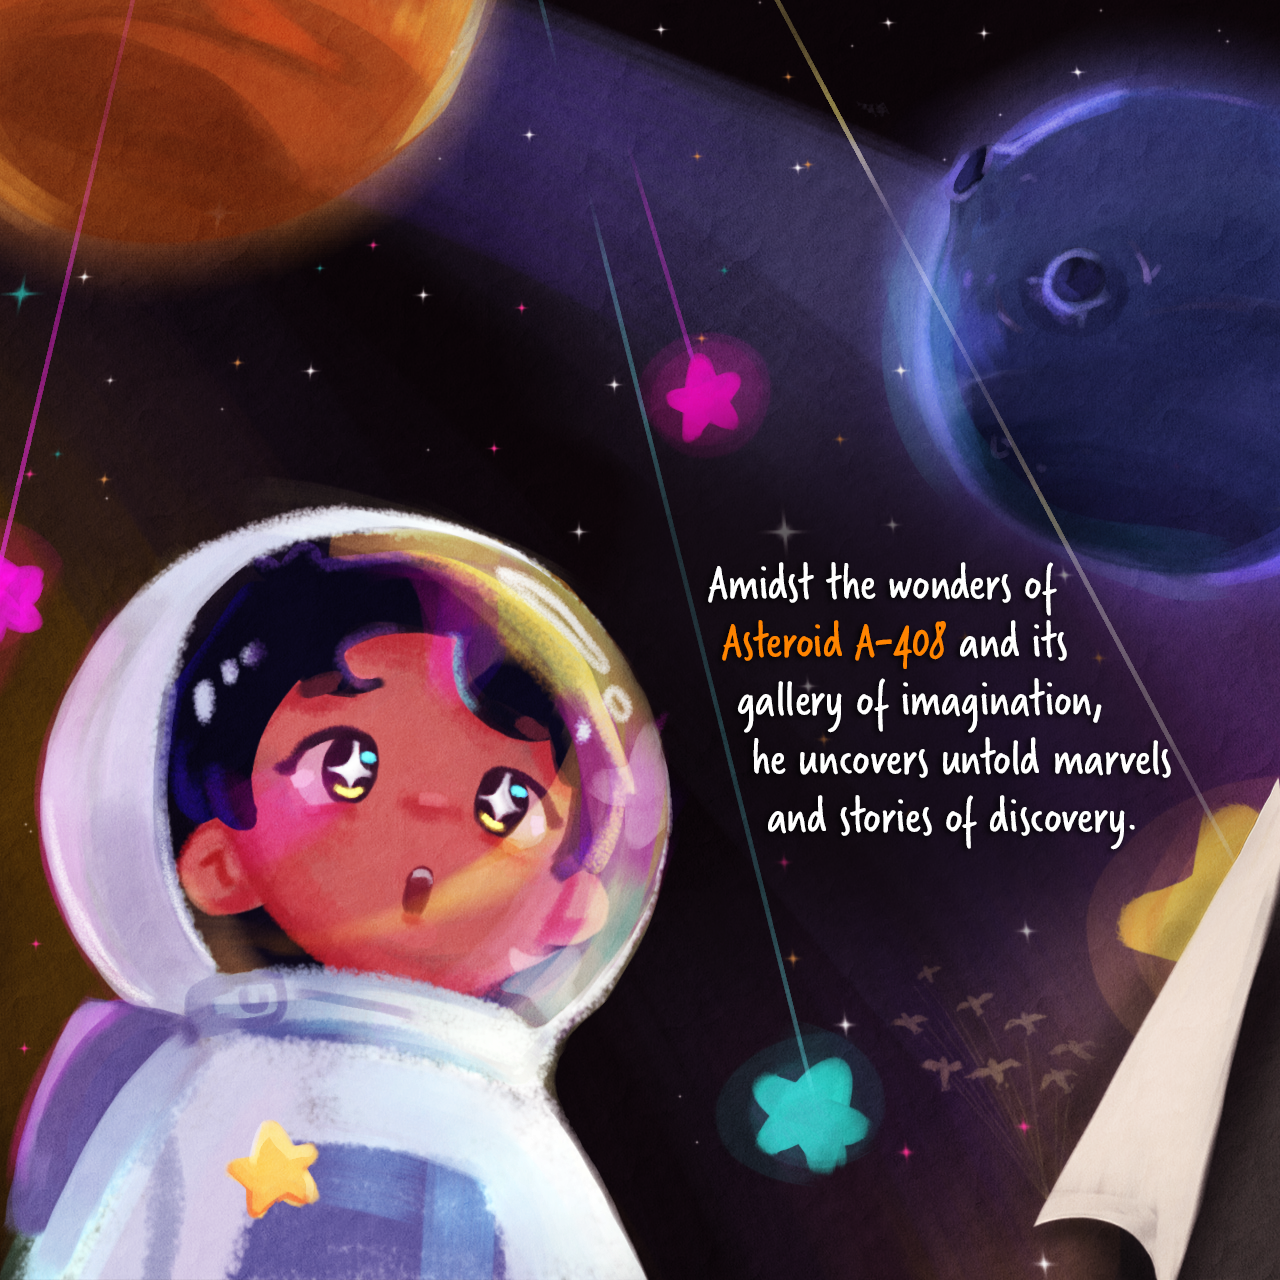 Amidst the wonders of
Asteroid A-408 and its
gallery of imagination,
he uncovers untold marvels
and stories of discovery.